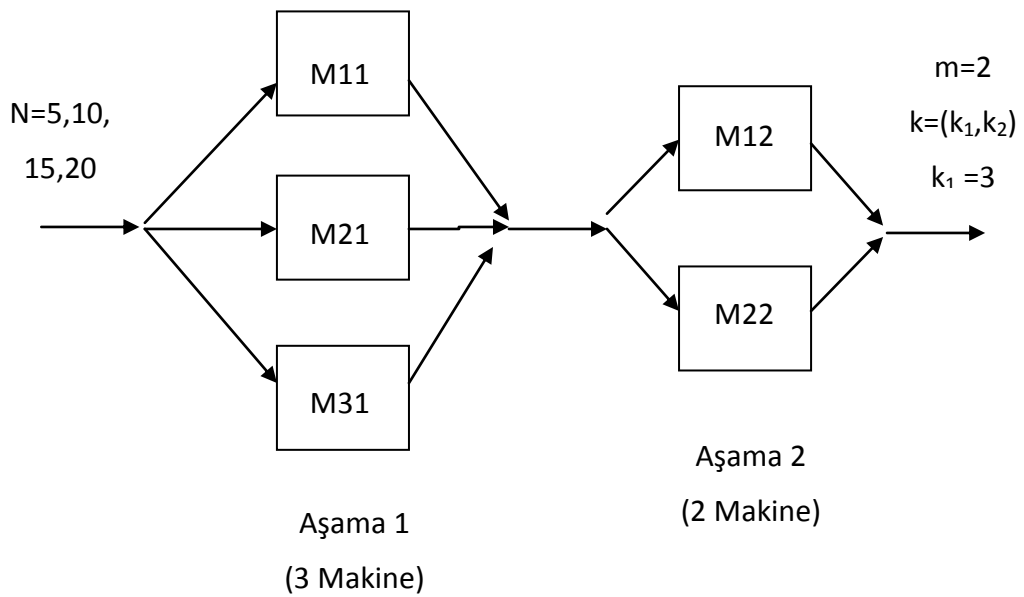 N=5,10,
15,20
M11
M21
M31
Aşama 1
(3 Makine)
M12
M22
Aşama 2
(2 Makine)
m=2
k=(k₁,k₂)
k₁ =3